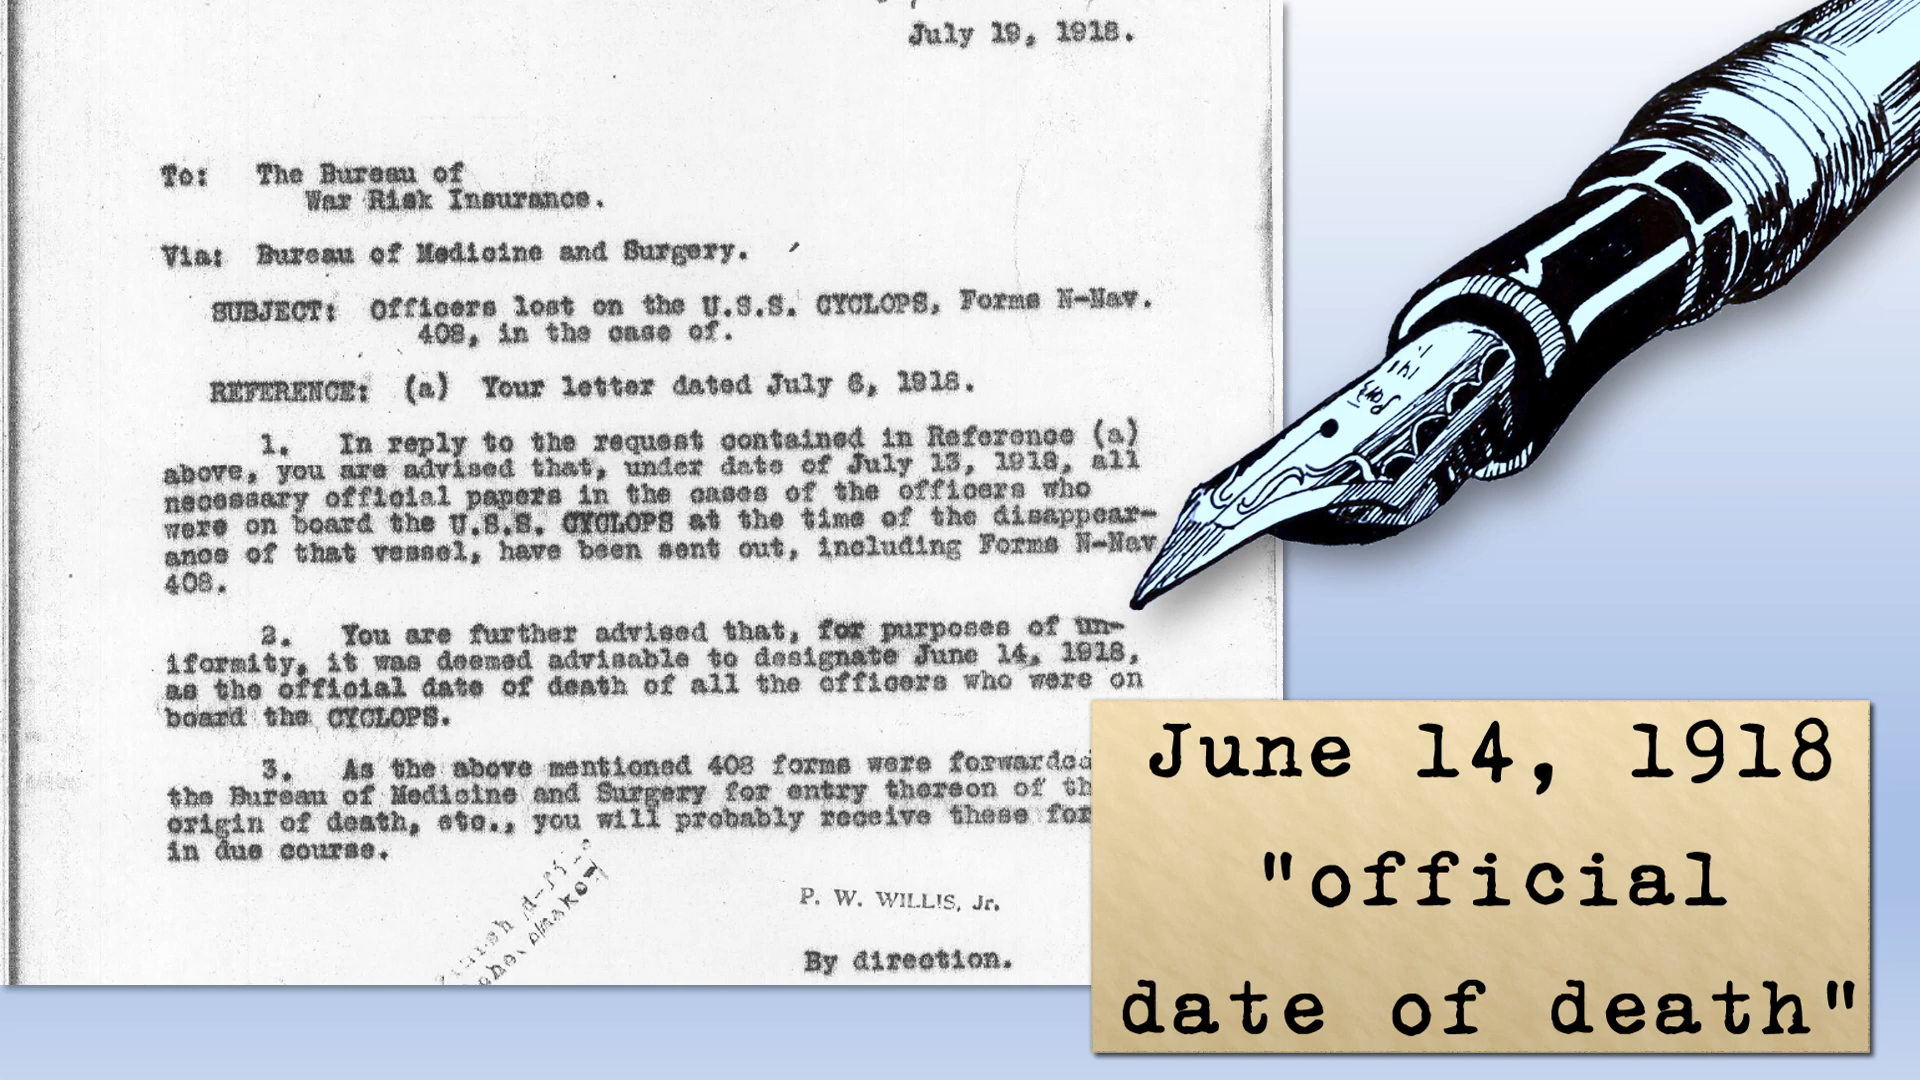 July 19, 1918.
To: The Bureau of
War Risk Insurance.
Via: Bureau of Medicine and Surgery.
SUBJECT: Officers lost on the U.S.S. CYCLOPS, Forms N-Nav.
408, in the case of.
REFERENCE: (a) Your letter dated July 6, 1918.
1. In reply to the request contained in Reference (a)
above, you are advised that, under date of July 13, 1918, all
necessary official papers in the cases of the officers who
were on board the U.S.S. CYCLOPS at the time of the disappear-
ance of that vessel, have been sent out, including Forms N-Nav
408.
2. You are further advised that, for purposes of un-
iformity, it was deemed advisable to designate June 14, 1918,
as the official date of death of all the officers who were on
board the CYCLOPS.
3. As the above mentioned 408 forms were forwarded
the Bureau of Medicine and Surgery for entry thereon of th
origin of death, etc., you will probably receive these for
in due course.
P. W. WILLIS, Jr.
By direction.
June 14, 1918
"official
date of death"